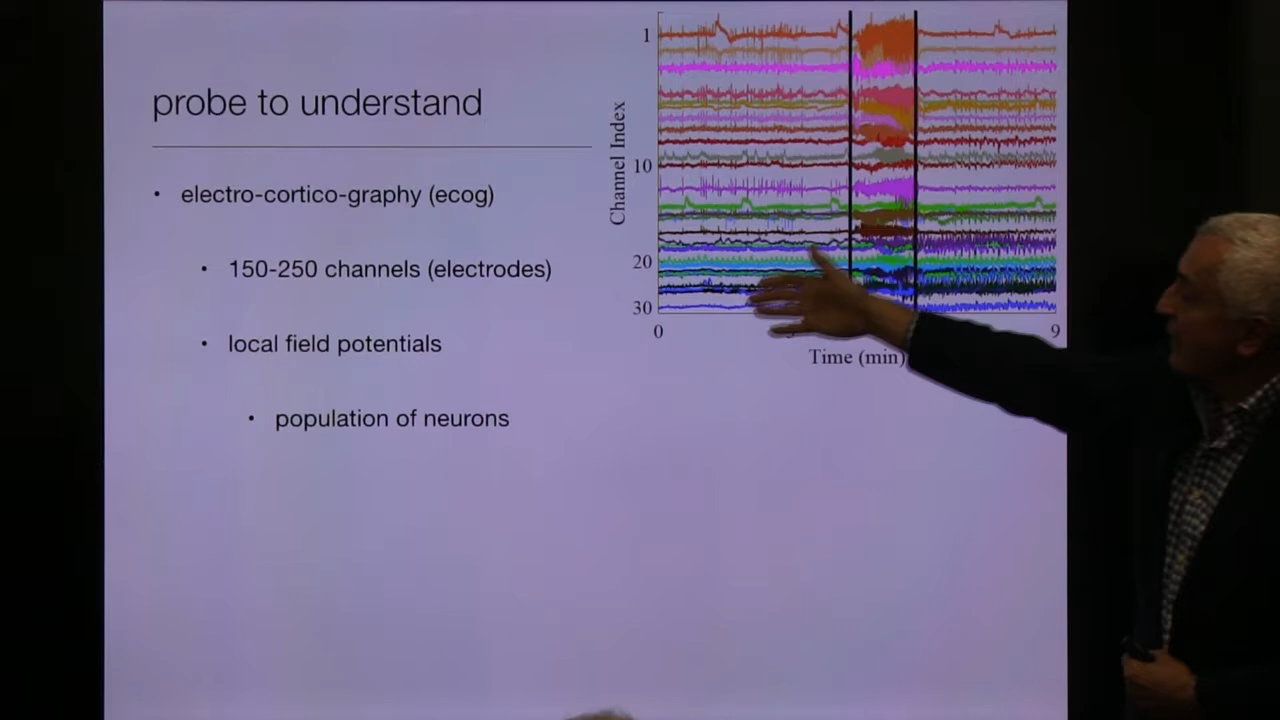 probe to understand
• electro-cortico-graphy (ecog)
• 150-250 channels (electrodes)
• local field potentials
• population of neurons
Channel Index
1
10
20
30
0
9
Time (min)